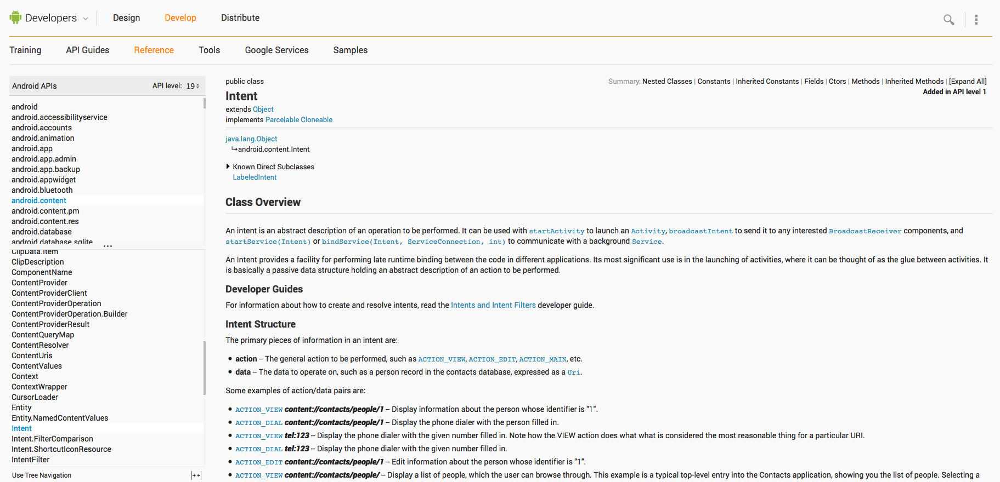 Developers
Design
Develop
Distribute
Training
API Guides
Reference
Tools
Google Services
Samples
Android APIs
API level: 19
android
android.accessibilityservice
android.accounts
android.animation
android.app
android.app.admin
android.app.backup
android.appwidget
android.bluetooth
android.content
android.content.pm
android.content.res
android.database
android.database.sqlite
ClipData.Item
ClipDescription
ComponentName
ContentProvider
ContentProviderClient
ContentProviderOperation
ContentProviderOperation.Builder
ContentProviderResult
ContentQueryMap
ContentResolver
ContentUris
ContentValues
Context
ContextWrapper
CursorLoader
Entity
Entity.NamedContentValues
Intent
Intent.FilterComparison
Intent.ShortcutIconResource
IntentFilter
Use Tree Navigation
public class
Summary: Nested Classes | Constants | Inherited Constants | Fields | Ctors | Methods | Inherited Methods | [Expand All]
Added in API level 1
Intent
extends Object
implements Parcelable Cloneable
java.lang.Object
↳android.content.Intent
Known Direct Subclasses
LabeledIntent
Class Overview
An intent is an abstract description of an operation to be performed. It can be used with startActivity to launch an Activity, broadcastIntent to send it to any interested BroadcastReceiver components, and
startService(Intent) or bindService(Intent, ServiceConnection, int) to communicate with a background Service.
An Intent provides a facility for performing late runtime binding between the code in different applications. Its most significant use is in the launching of activities, where it can be thought of as the glue between activities. It
is basically a passive data structure holding an abstract description of an action to be performed.
Developer Guides
For information about how to create and resolve intents, read the Intents and Intent Filters developer guide.
Intent Structure
The primary pieces of information in an intent are:
• action -- The general action to be performed, such as ACTION_VIEW, ACTION_EDIT, ACTION_MAIN, etc.
• data -- The data to operate on, such as a person record in the contacts database, expressed as a Uri.
Some examples of action/data pairs are:
• ACTION_VIEW content://contacts/people/1 -- Display information about the person whose identifier is "1".
• ACTION_DIAL content://contacts/people/1 -- Display the phone dialer with the person filled in.
• ACTION_VIEW tel:123 -- Display the phone dialer with the given number filled in. Note how the VIEW action does what what is considered the most reasonable thing for a particular URI.
• ACTION_DIAL tel:123 -- Display the phone dialer with the given number filled in.
• ACTION_EDIT content://contacts/people/1 -- Edit information about the person whose identifier is "1".
• ACTION_VIEW content://contacts/people/ -- Display a list of people, which the user can browse through. This example is a typical top-level entry into the Contacts application, showing you the list of people. Selecting a